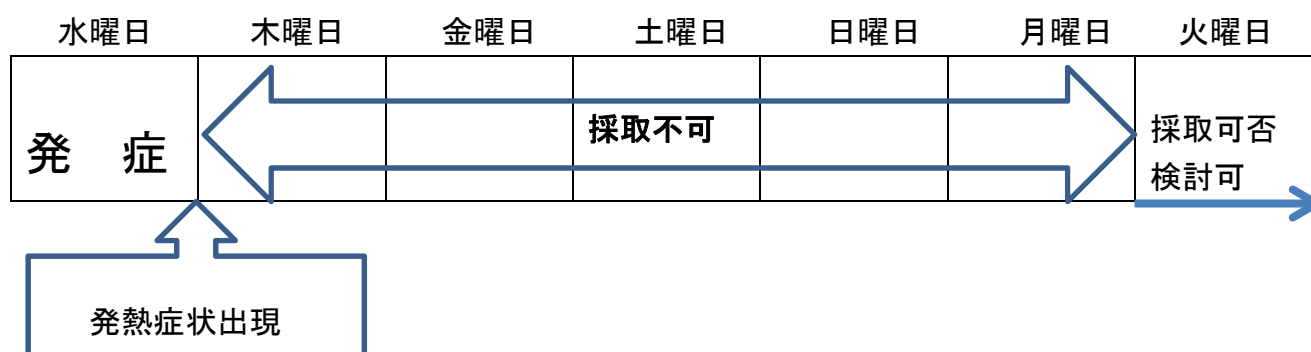 水曜日 木曜日 金曜日 土曜日 日曜日 月曜日 火曜日
発 症
採取不可
採取可否
検討可
発熱症状出現